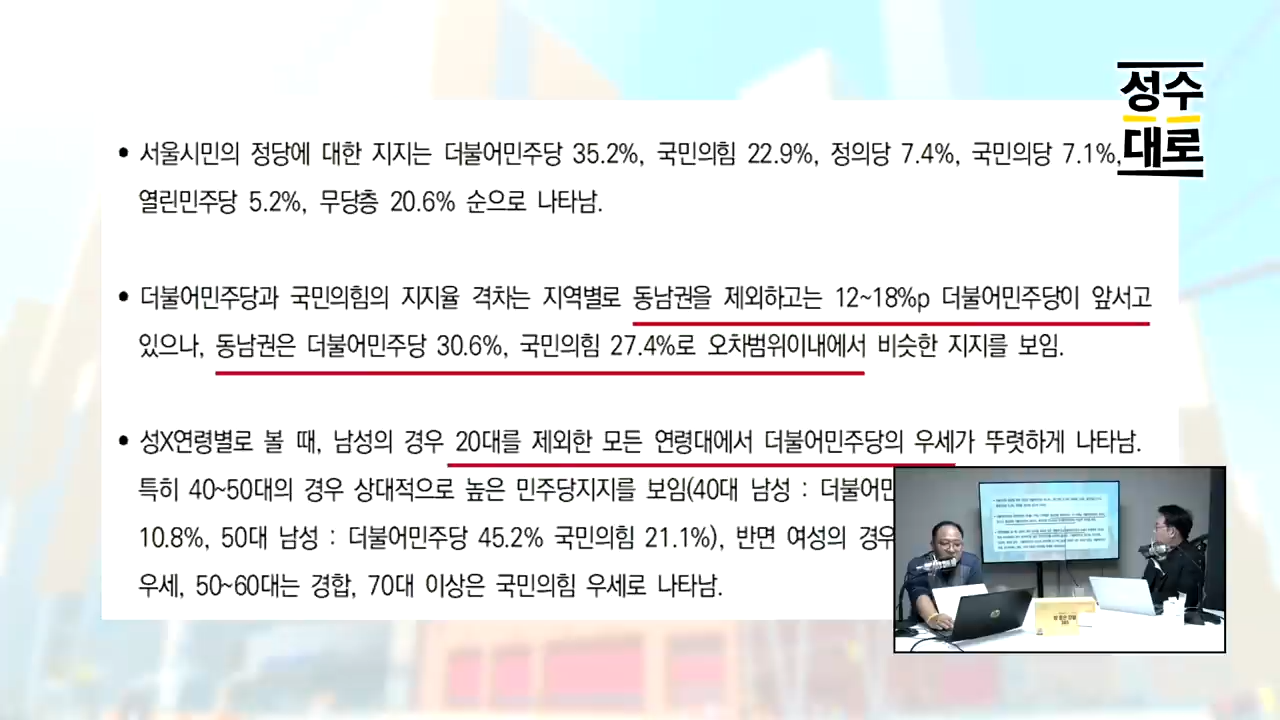 성수
대로
• 서울시민의 정당에 대한 지지는 더불어민주당 35.2%, 국민의힘 22.9%, 정의당 7.4%, 국민의당 7.1%,
열린민주당 5.2%, 무당층 20.6% 순으로 나타남.
• 더불어민주당과 국민의힘의 지지율 격차는 지역별로 동남권을 제외하고는 12~18%p 더불어민주당이 앞서고
있으나, 동남권은 더불어민주당 30.6%, 국민의힘 27.4%로 오차범위이내에서 비슷한 지지를 보임.
• 성X연령별로 볼 때, 남성의 경우 20대를 제외한 모든 연령대에서 더불어민주당의 우세가 뚜렷하게 나타남.
특히 40~50대의 경우 상대적으로 높은 민주당지지를 보임(40대 남성 : 더불어민
10.8%, 50대 남성 : 더불어민주당 45.2% 국민의힘 21.1%), 반면 여성의 경우
우세, 50~60대는 경합, 70대 이상은 국민의힘 우세로 나타남.